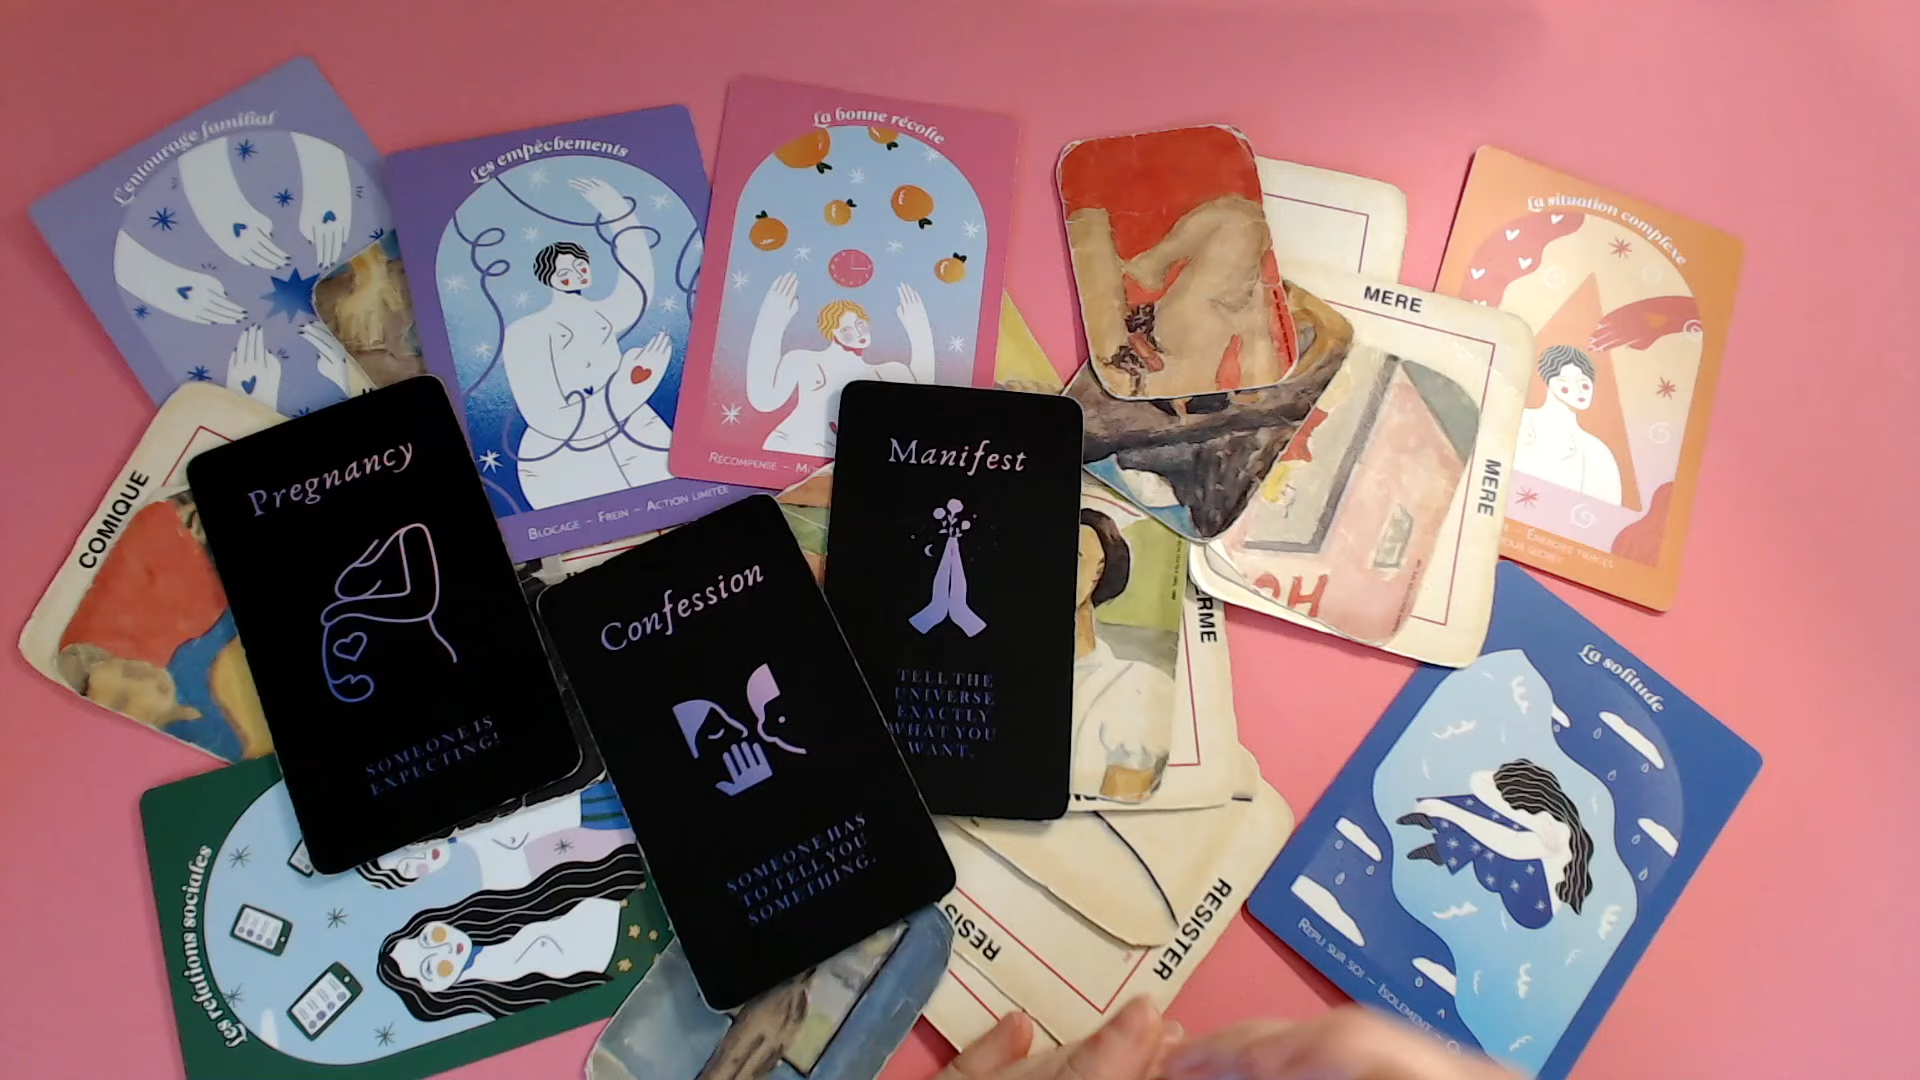 L'entourage familial
Les empêchements
Blocage - Frein - Action limitée
La bonne récolte
Récompense -
MERE
MERE
La situation complexe
COMIQUE
Pregnancy
SOMEONE IS
EXPECTING!
Confession
SOMEONE HAS
TO TELL YOU
SOMETHING.
Manifest
TELL THE
UNIVERSE
EXACTLY
WHAT YOU
WANT.
Les relations sociales
La solitude
Repli sur soi - Isolement -
RESISTER